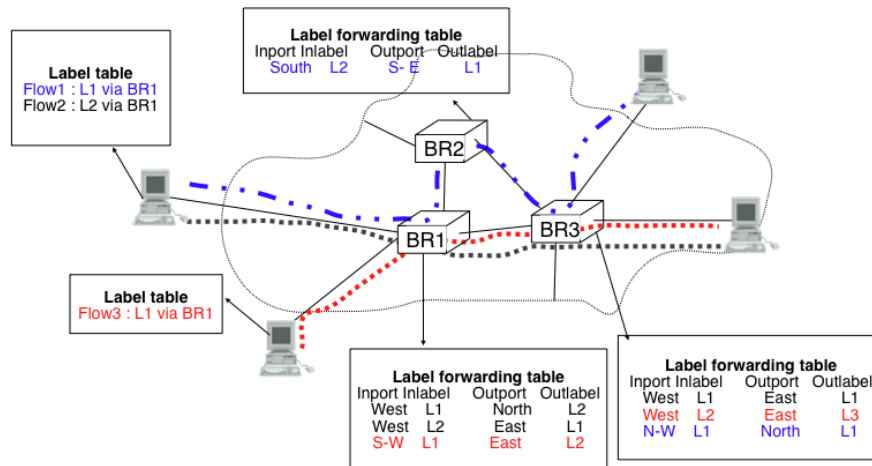 Label forwarding table
Inport Inlabel Outport Outlabel
South L2 S- E L1
Label table
Flow1 : L1 via BR1
Flow2 : L2 via BR1
BR2
BR1
BR3
Label table
Flow3 : L1 via BR1
Label forwarding table
Inport Inlabel Outport Outlabel
West L1 North L2
West L2 East L1
S-W L1 East L2
Label forwarding table
Inport Inlabel Outport Outlabel
West L1 East L1
West L2 East L3
N-W L1 North L1